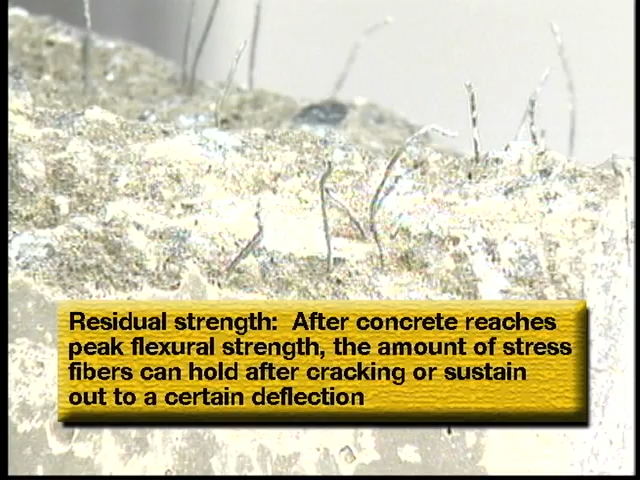 Residual strength:  After concrete reaches
peak flexural strength, the amount of stress
fibers can hold after cracking or sustain
out to a certain deflection